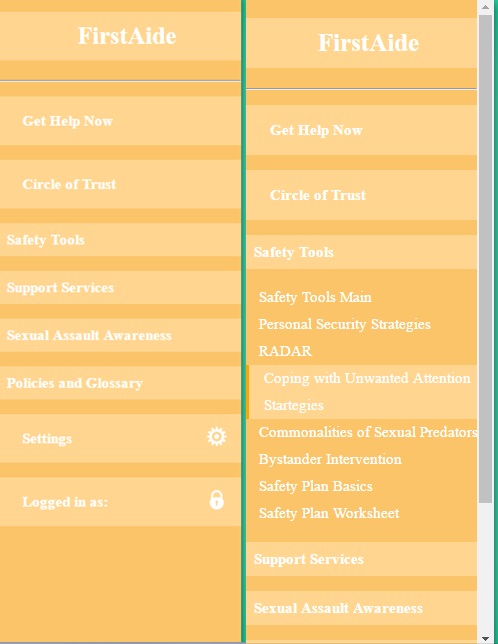 FirstAide
Get Help Now
Circle of Trust
Safety Tools
Support Services
Sexual Assault Awareness
Policies and Glossary
Settings
Logged in as:
FirstAide
Get Help Now
Circle of Trust
Safety Tools
Safety Tools Main
Personal Security Strategies
RADAR
Coping with Unwanted Attention
Startegies
Commonalities of Sexual Predators
Bystander Intervention
Safety Plan Basics
Safety Plan Worksheet
Support Services
Sexual Assault Awareness